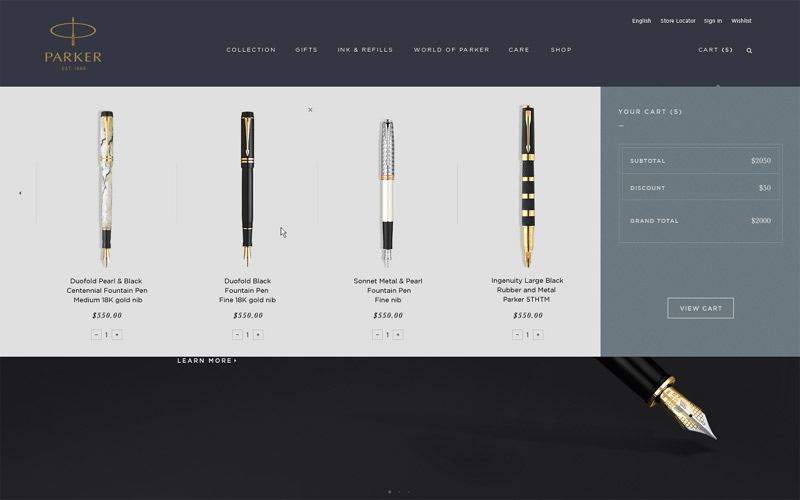 English Store Locator Sign In Wishlist
PARKER
EST. 1888
COLLECTION GIFTS INK & REFILLS WORLD OF PARKER CARE SHOP
CART (5)
YOUR CART (5)
SUBTOTAL $2050
DISCOUNT $50
GRAND TOTAL $2000
VIEW CART
Duofold Pearl & Black
Centennial Fountain Pen
Medium 18K gold nib
$550.00
- 1 +
Duofold Black
Fountain Pen
Fine 18K gold nib
$550.00
- 1 +
Sonnet Metal & Pearl
Fountain Pen
Fine nib
$550.00
- 1 +
Ingenuity Large Black
Rubber and Metal
Parker 5THTM
$550.00
- 1 +
LEARN MORE